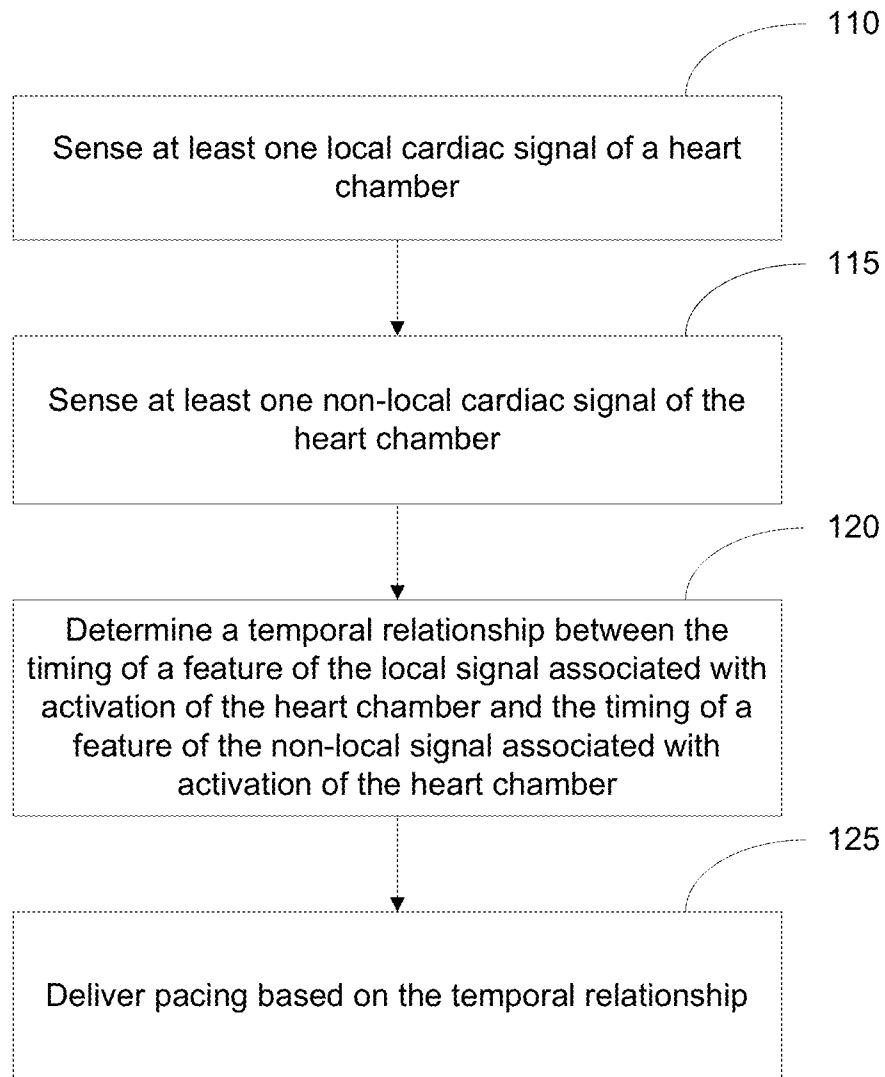 110
Sense at least one local cardiac signal of a heart
chamber
115
Sense at least one non-local cardiac signal of the
heart chamber
120
Determine a temporal relationship between the
timing of a feature of the local signal associated with
activation of the heart chamber and the timing of a
feature of the non-local signal associated with
activation of the heart chamber
125
Deliver pacing based on the temporal relationship